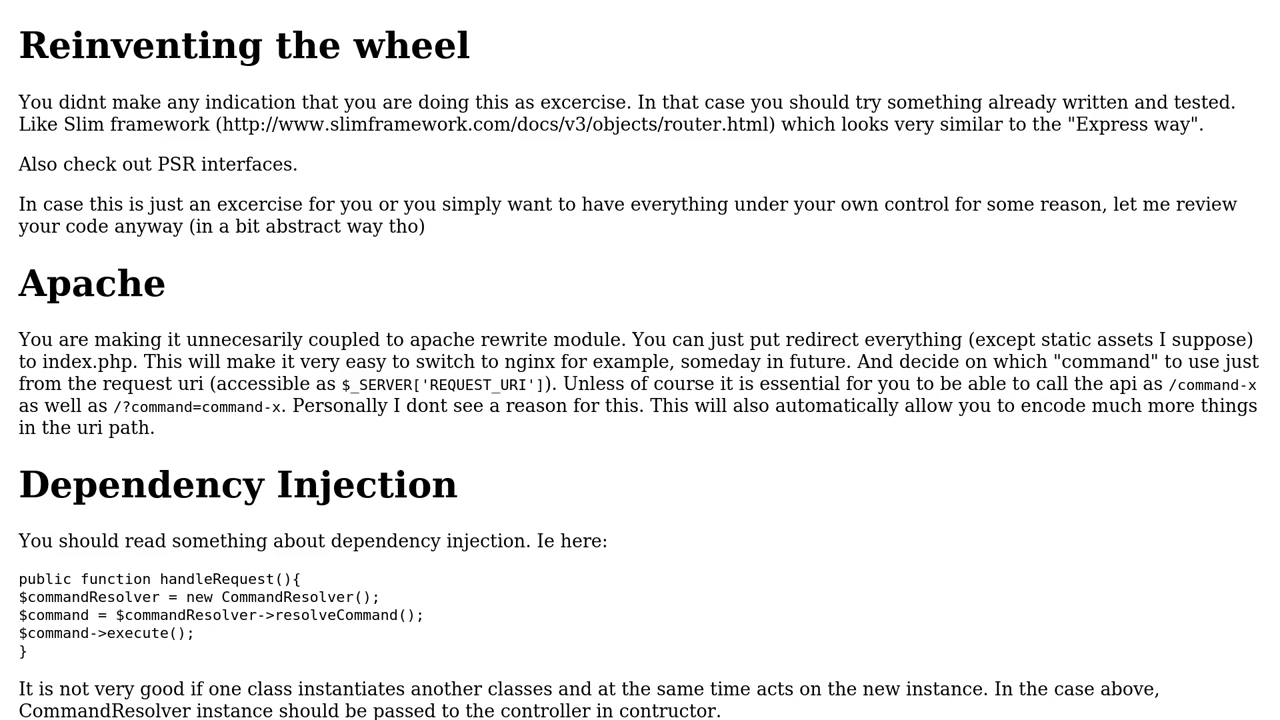 Reinventing the wheel
You didnt make any indication that you are doing this as excercise. In that case you should try something already written and tested.
Like Slim framework (http://www.slimframework.com/docs/v3/objects/router.html) which looks very similar to the "Express way".
Also check out PSR interfaces.
In case this is just an excercise for you or you simply want to have everything under your own control for some reason, let me review
your code anyway (in a bit abstract way tho)
Apache
You are making it unnecesarily coupled to apache rewrite module. You can just put redirect everything (except static assets I suppose)
to index.php. This will make it very easy to switch to nginx for example, someday in future. And decide on which "command" to use just
from the request uri (accessible as $_SERVER['REQUEST_URI']). Unless of course it is essential for you to be able to call the api as /command-x
as well as /?command=command-x. Personally I dont see a reason for this. This will also automatically allow you to encode much more things
in the uri path.
Dependency Injection
You should read something about dependency injection. Ie here:
public function handleRequest(){
$commandResolver = new CommandResolver();
$command = $commandResolver->resolveCommand();
$command->execute();
}
It is not very good if one class instantiates another classes and at the same time acts on the new instance. In the case above,
CommandResolver instance should be passed to the controller in contructor.